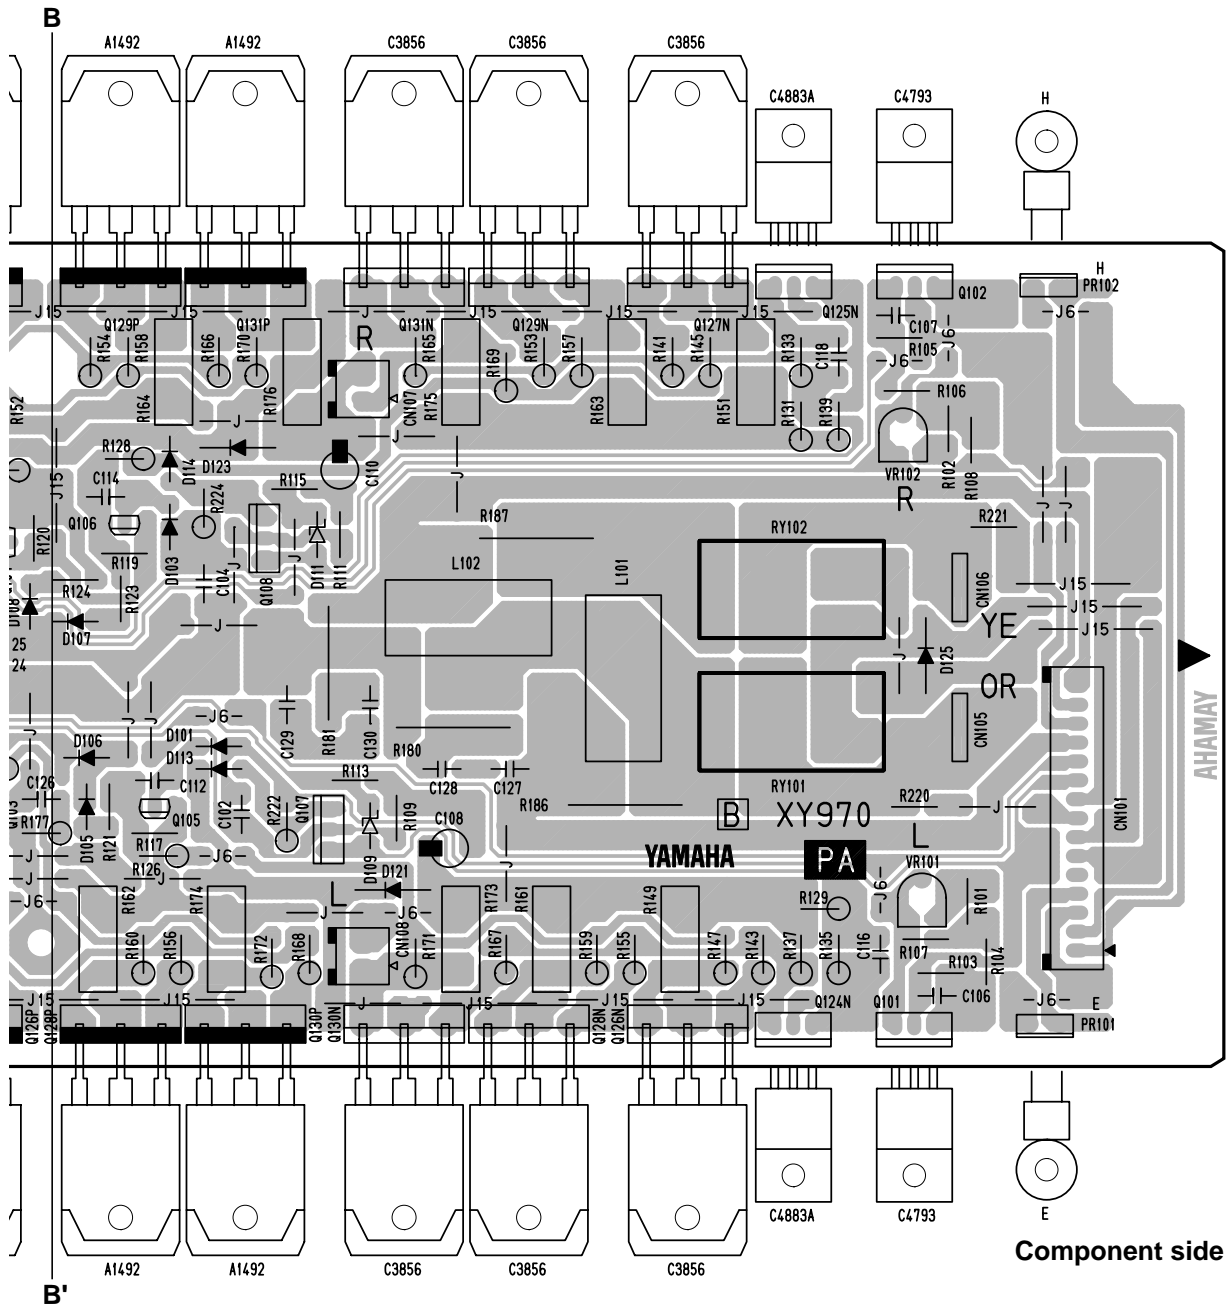 B
A1492 A1492 C3856 C3856 C3856 C4883A C4793 H
H
PR102
J15 J15 J J15 J15 J15 Q125N Q102 J6
Q129P Q131P Q131N Q129N Q127N
R154 R158 R166 R170 R R165 R169 R153 R157 R141 R145 R133 C118 C107 J6
R105
J6
R152 R164 R176 CN107 R175 R163 R151 R131 R139 R106
J J
R128 D114 D123 C110 J VR102 R102 R108
R
C114 J15 R224 R115 J J
Q106 R120 R187 RY102 R221
R119 D103 J J D111 R111 L102 L101
R124 R123 C104 Q108 CN106 J15
D108 J15
D107 J YE J15
25
24
J D125
OR
J J J J6 C129 R181 C130 R180 CN105
D106 D101
D113 AHAMAY
C126 C112 R113 C128 C127 RY101
Q103 R177 D105 R121 Q105 C102 R222 Q107 R109 C108 R186 B XY970 R220 J CN101
R117 L
J R126 J6 D109 J YAMAHA PA VR101
J J D121 J6
J6 R162 R174 J L J6 R173 R161 R149 R129 R101
R160 R156 R172 R168 CN108 R171 R167 R159 R155 R147 R143 R137 R135 C116 R107 R103 R104
J15 J15 J J15 J15 Q124N Q101 C106 J6 E
Q126P Q128P Q130P Q130N Q128N Q126N PR101
A1492 A1492 C3856 C3856 C3856 C4883A C4793 E
Component side
B'